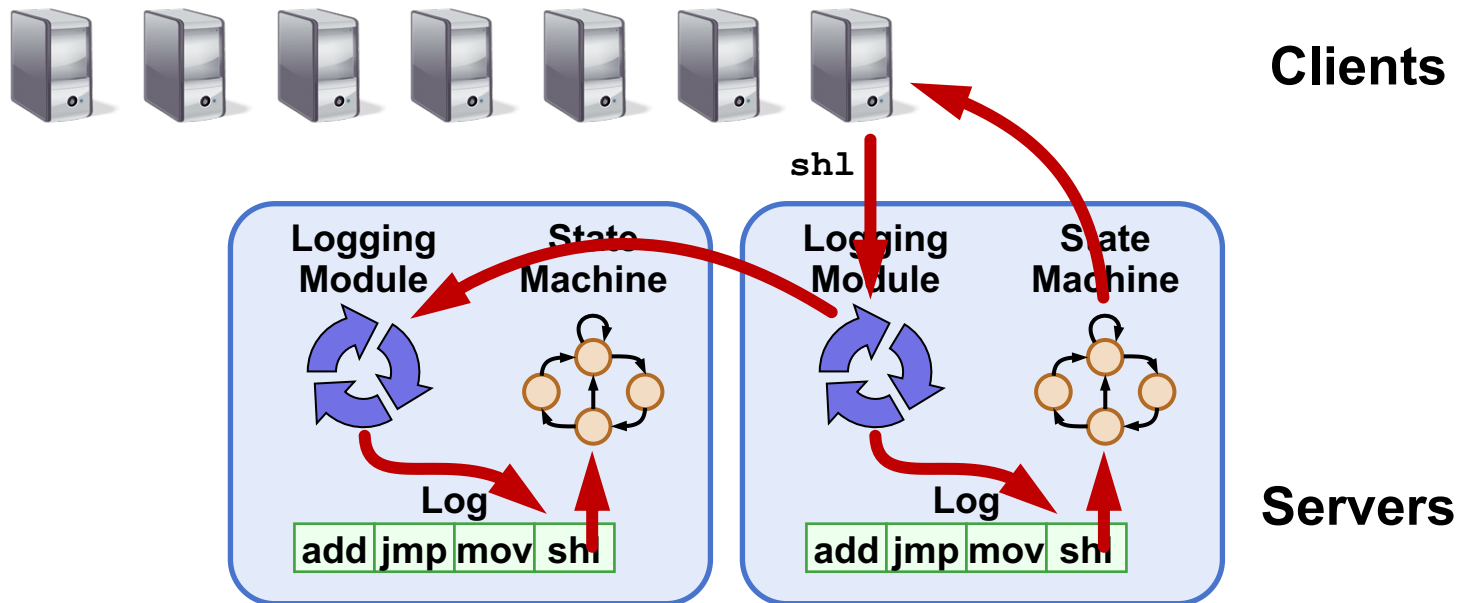 Clients
shl
Logging Module
State Machine
Logging Module
State Machine
Log
Log
Servers
add jmp mov shl
add jmp mov shl